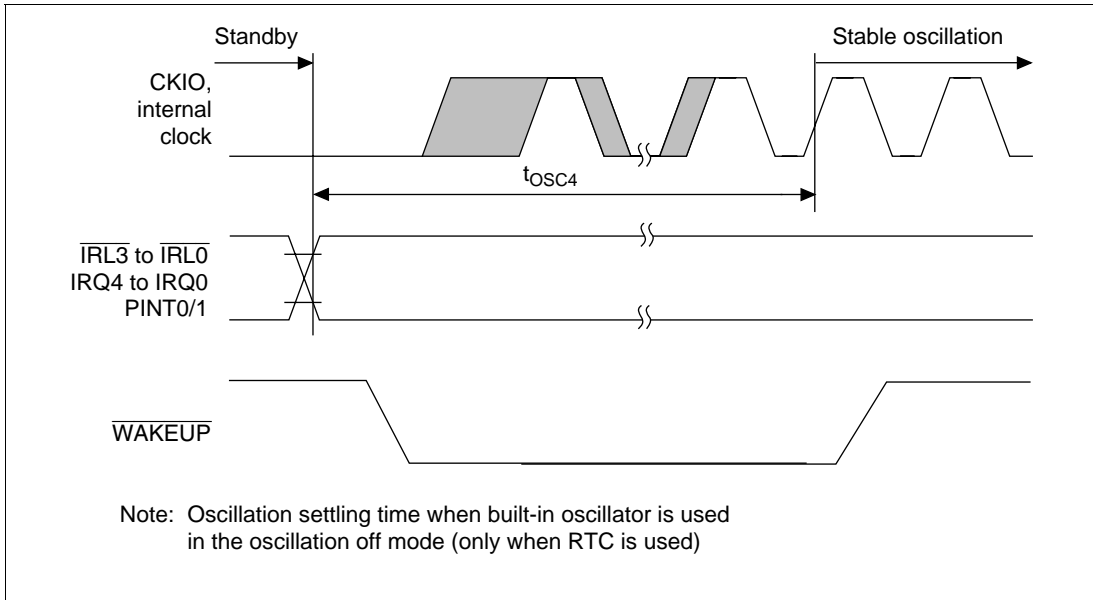 Standby
Stable oscillation
CKIO,
internal
clock
tOSC4
IRL3 to IRL0
IRQ4 to IRQ0
PINT0/1
WAKEUP
Note: Oscillation settling time when built-in oscillator is used
in the oscillation off mode (only when RTC is used)